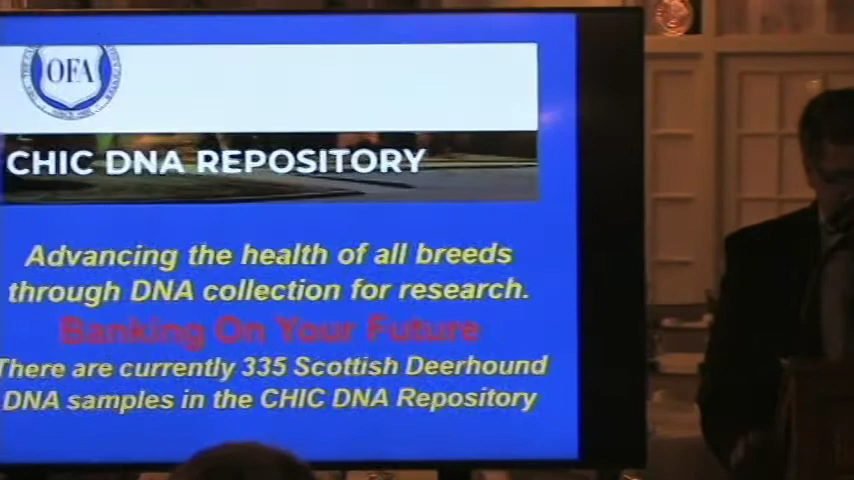 OFA
CHIC DNA REPOSITORY
Advancing the health of all breeds
through DNA collection for research.
Banking On Your Future
There are currently 335 Scottish Deerhound
DNA samples in the CHIC DNA Repository